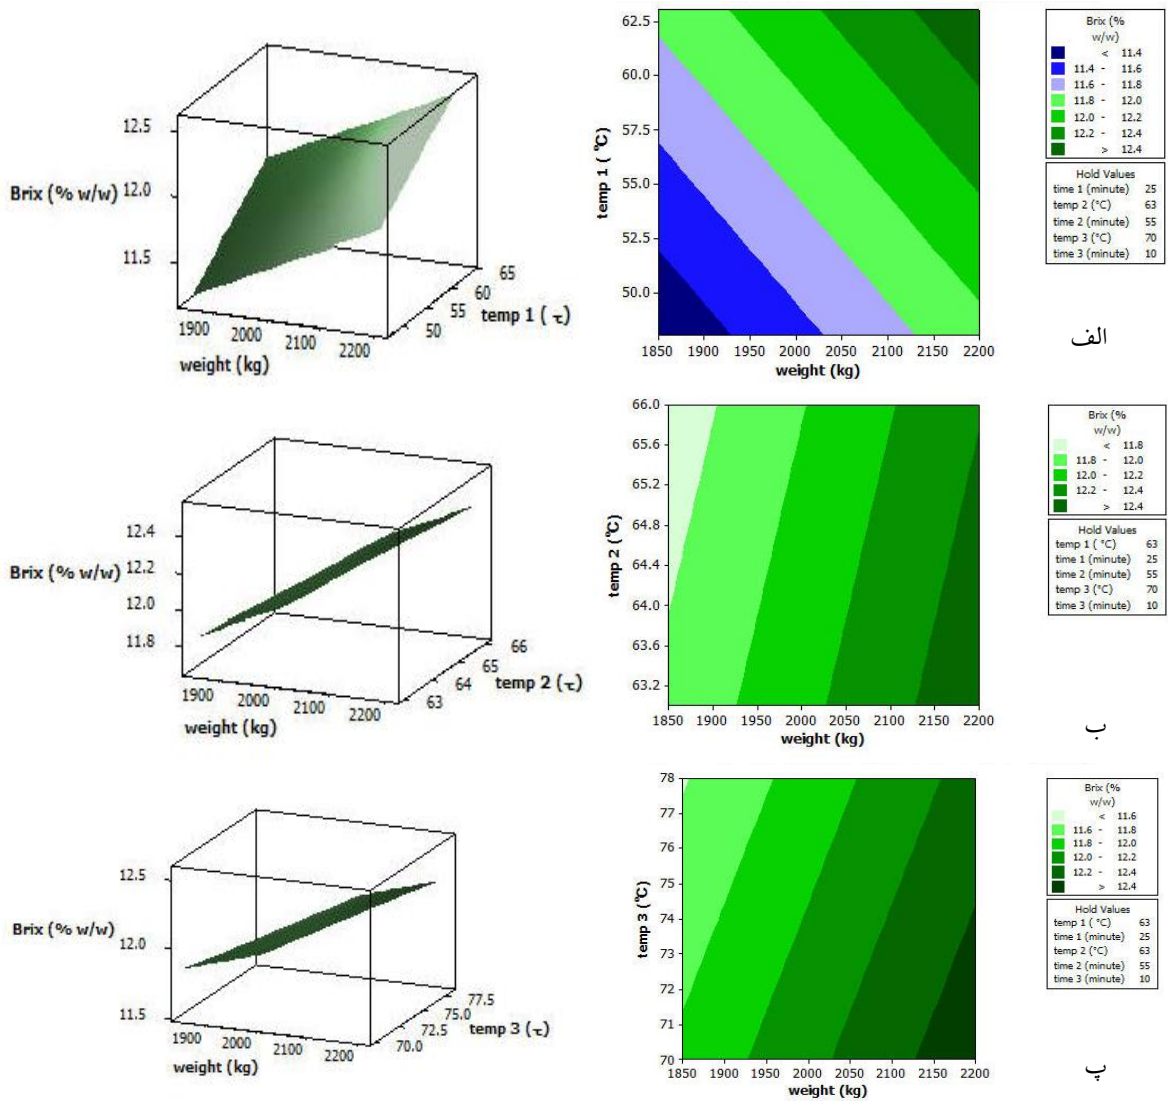 12.5
12.0
11.5
Brix (% w/w)
1900
2000
2100
2200
weight (kg)
50
55
60
65
temp 1 ( ℃)
62.5
60.0
57.5
55.0
52.5
50.0
temp 1 ( °C)
1850 1900 1950 2000 2050 2100 2150 2200
weight (kg)
Brix (%
w/w)
< 11.4
11.4 - 11.6
11.6 - 11.8
11.8 - 12.0
12.0 - 12.2
12.2 - 12.4
> 12.4
Hold Values
time 1 (minute) 25
temp 2 (°C) 63
time 2 (minute) 55
temp 3 (°C) 70
time 3 (minute) 10
الف
12.4
12.2
12.0
11.8
Brix (% w/w)
1900
2000
2100
2200
weight (kg)
63
64
65
66
temp 2 (℃)
66.0
65.6
65.2
64.8
64.4
64.0
63.6
63.2
temp 2 (°C)
1850 1900 1950 2000 2050 2100 2150 2200
weight (kg)
Brix (%
w/w)
< 11.8
11.8 - 12.0
12.0 - 12.2
12.2 - 12.4
> 12.4
Hold Values
temp 1 ( °C) 63
time 1 (minute) 25
time 2 (minute) 55
temp 3 (°C) 70
time 3 (minute) 10
ب
12.5
12.0
11.5
Brix (% w/w)
1900
2000
2100
2200
weight (kg)
70.0
72.5
75.0
77.5
temp 3 (℃)
78
77
76
75
74
73
72
71
70
temp 3 (°C)
1850 1900 1950 2000 2050 2100 2150 2200
weight (kg)
Brix (%
w/w)
< 11.6
11.6 - 11.8
11.8 - 12.0
12.0 - 12.2
12.2 - 12.4
> 12.4
Hold Values
temp 1 ( °C) 63
time 1 (minute) 25
temp 2 (°C) 63
time 2 (minute) 55
time 3 (minute) 10
پ